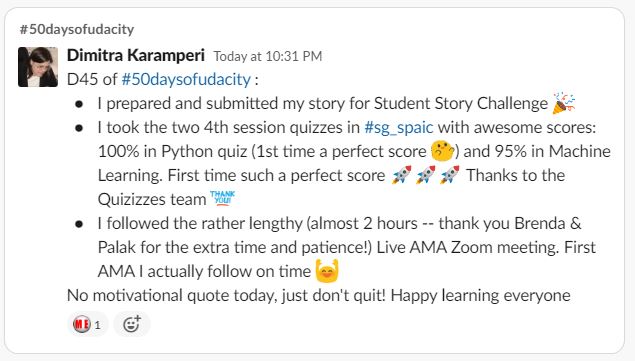 #50daysofudacity
Dimitra Karamperi Today at 10:31 PM
D45 of #50daysofudacity :
• I prepared and submitted my story for Student Story Challenge 🎉
• I took the two 4th session quizzes in #sg_spaic with awesome scores:
100% in Python quiz (1st time a perfect score 🤔) and 95% in Machine
Learning. First time such a perfect score 🚀 🚀 🚀 Thanks to the
Quizizzes team THANK YOU!
• I followed the rather lengthy (almost 2 hours -- thank you Brenda &
Palak for the extra time and patience!) Live AMA Zoom meeting. First
AMA I actually follow on time 🙌
No motivational quote today, just don't quit! Happy learning everyone
ME 1